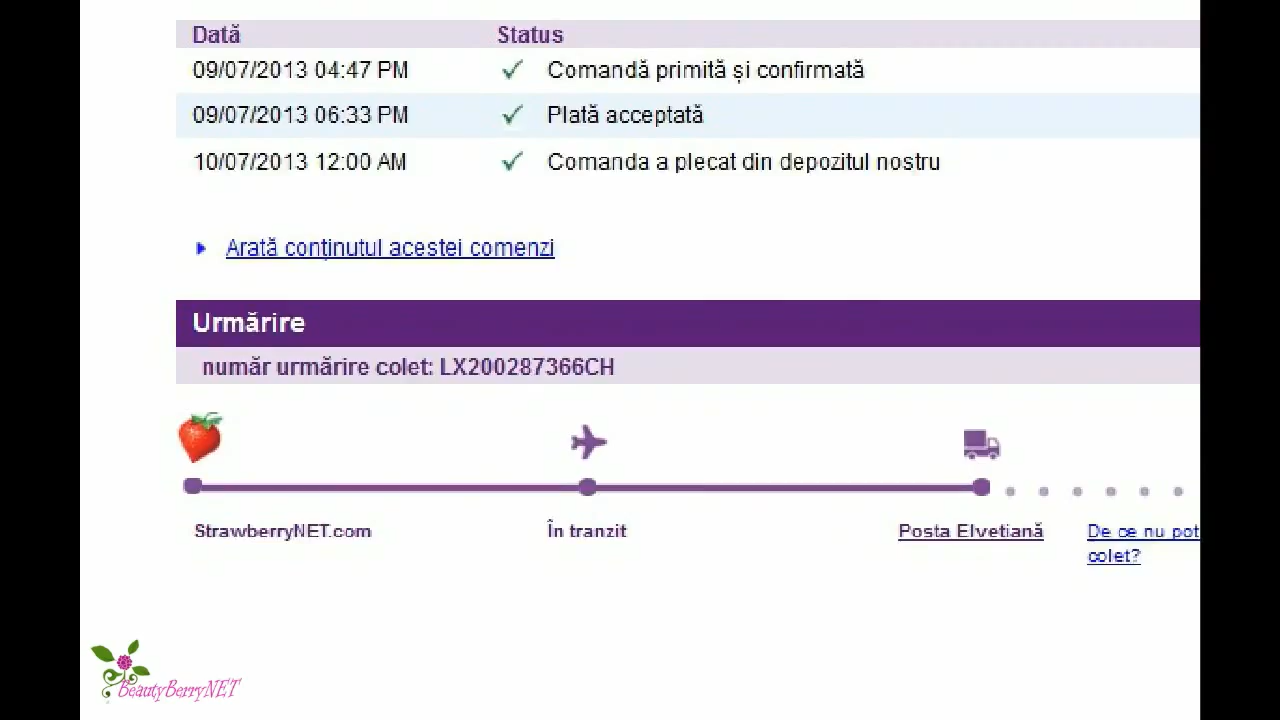 Dată Status
09/07/2013 04:47 PM Comandă primită și confirmată
09/07/2013 06:33 PM Plată acceptată
10/07/2013 12:00 AM Comanda a plecat din depozitul nostru
Arată conținutul acestei comenzi
Urmărire
număr urmărire colet: LX200287366CH
StrawberryNET.com În tranzit Posta Elvetiană De ce nu pot
colet?
BeautyBerryNET